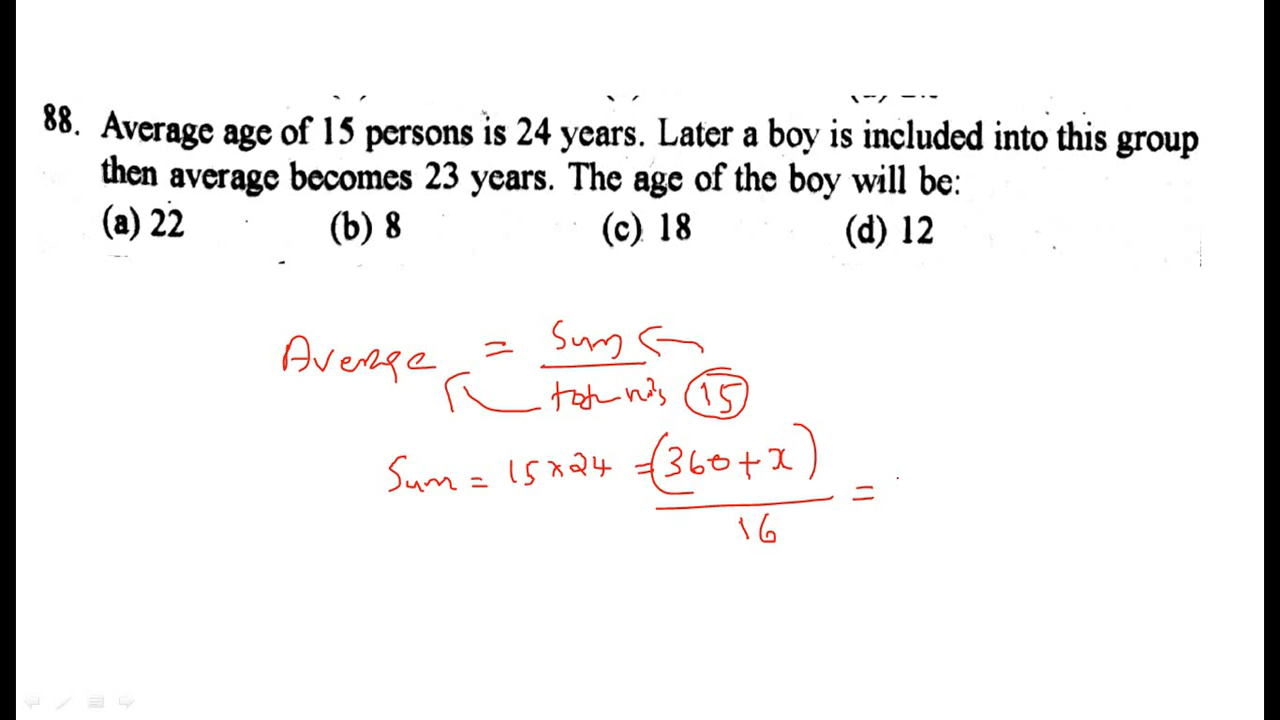 88. Average age of 15 persons is 24 years. Later a boy is included into this group
then average becomes 23 years. The age of the boy will be:
(a) 22 (b) 8 (c) 18 (d) 12
Average = Sum
15
Sum = 15 × 24 = (360 + x)
=
16